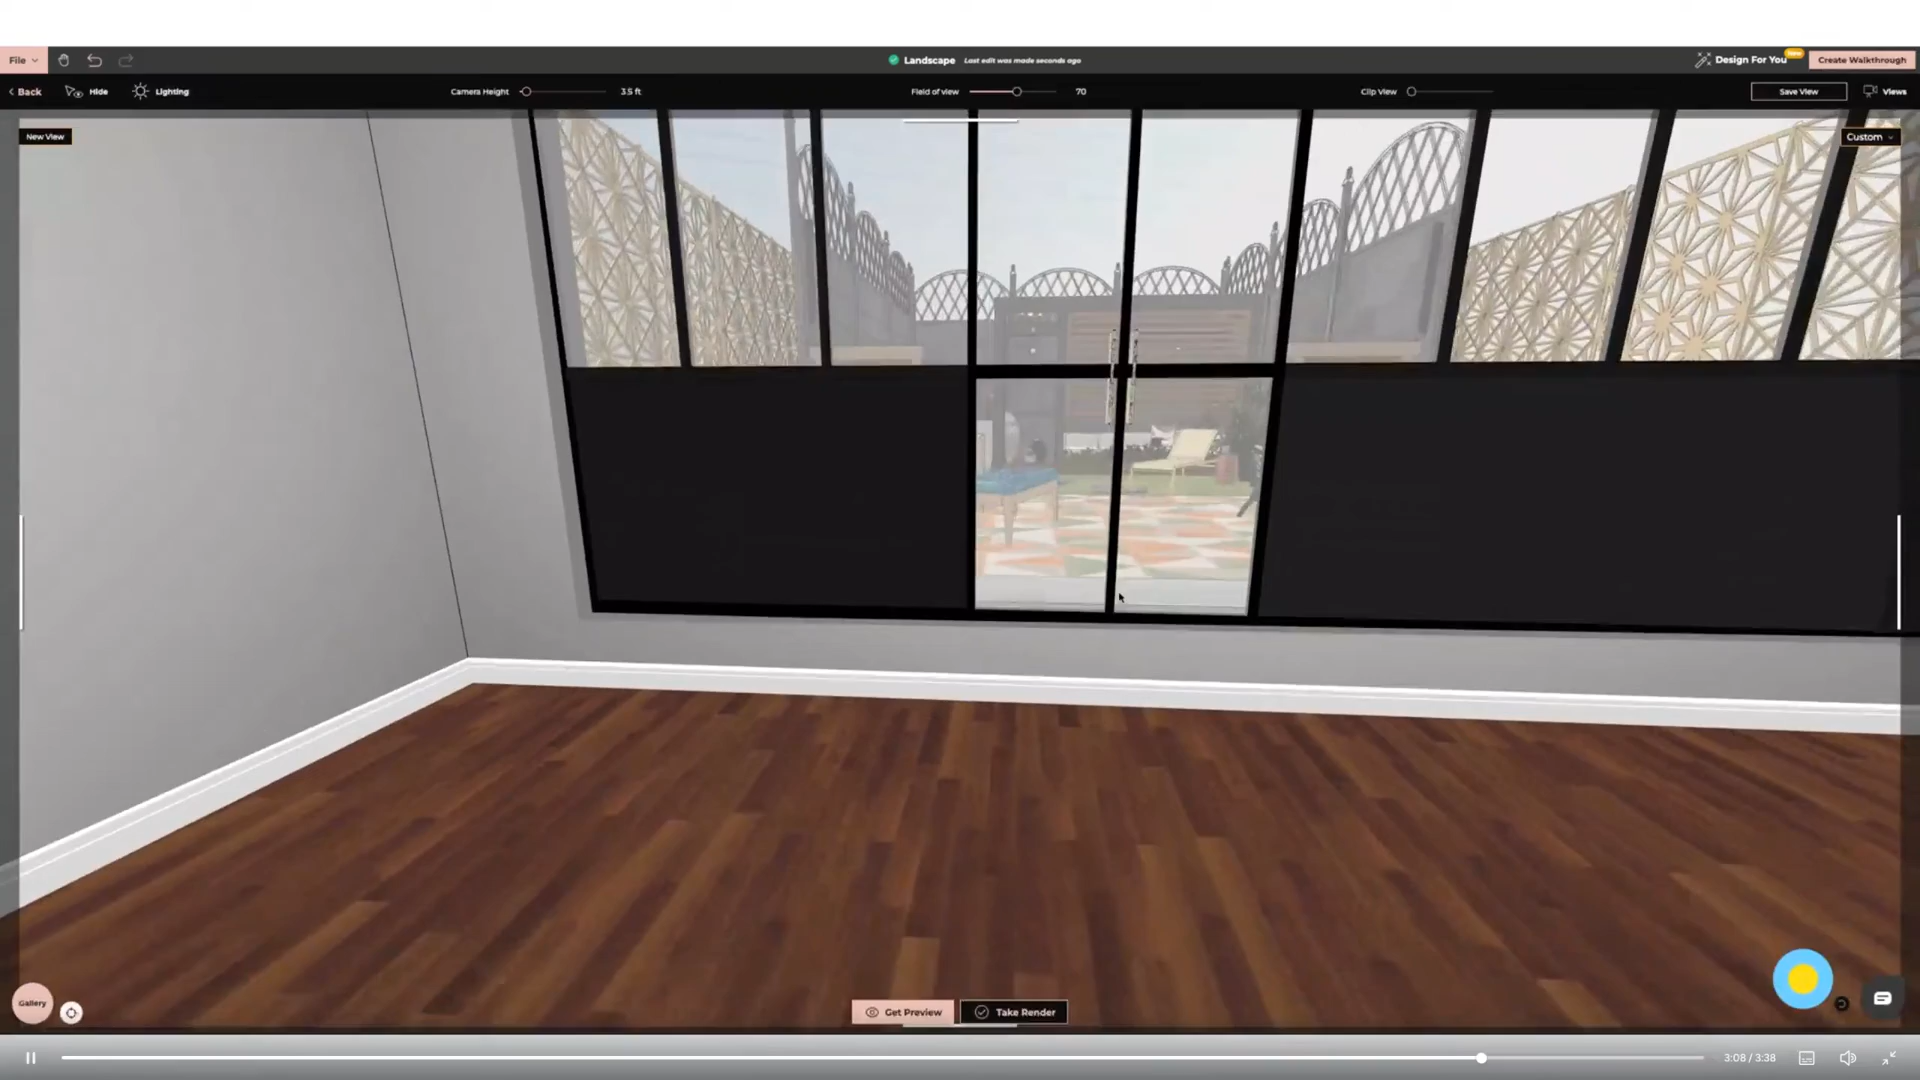 File
Landscape Last edit was made seconds ago
Design For You New
Create Walkthrough
Back
Hide
Lighting
Camera Height 3.5 ft
Field of view 70
Clip View
Save View
Views
New View
Custom
Gallery
Get Preview
Take Render
3:08 / 3:38